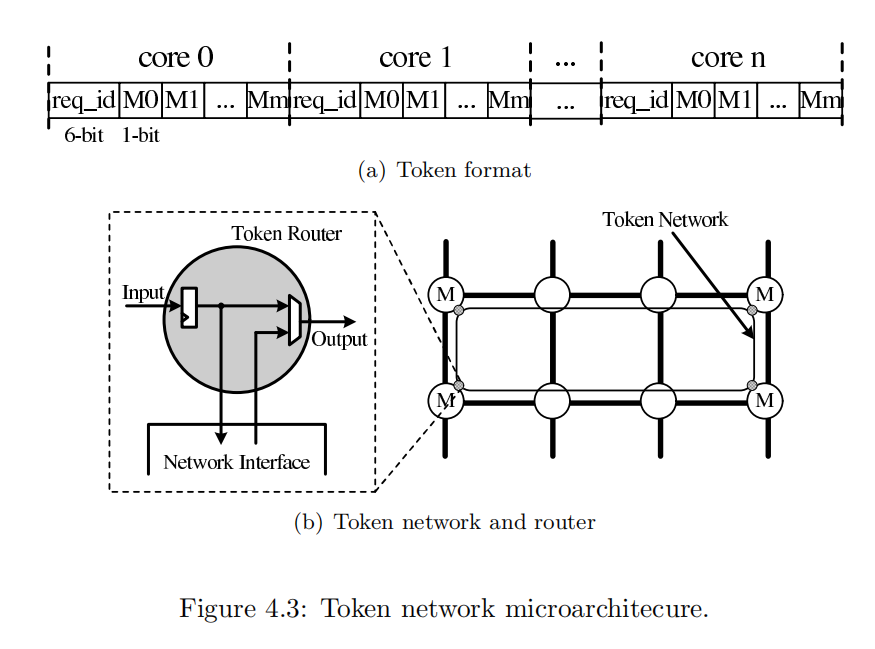 core 0 core 1 ... core n
req_id M0 M1 ... Mm req_id M0 M1 ... Mm ... req_id M0 M1 ... Mm
6-bit 1-bit
(a) Token format
Token Network
Token Router
Input
M M
Output
M M
Network Interface
(b) Token network and router
Figure 4.3: Token network microarchitecure.